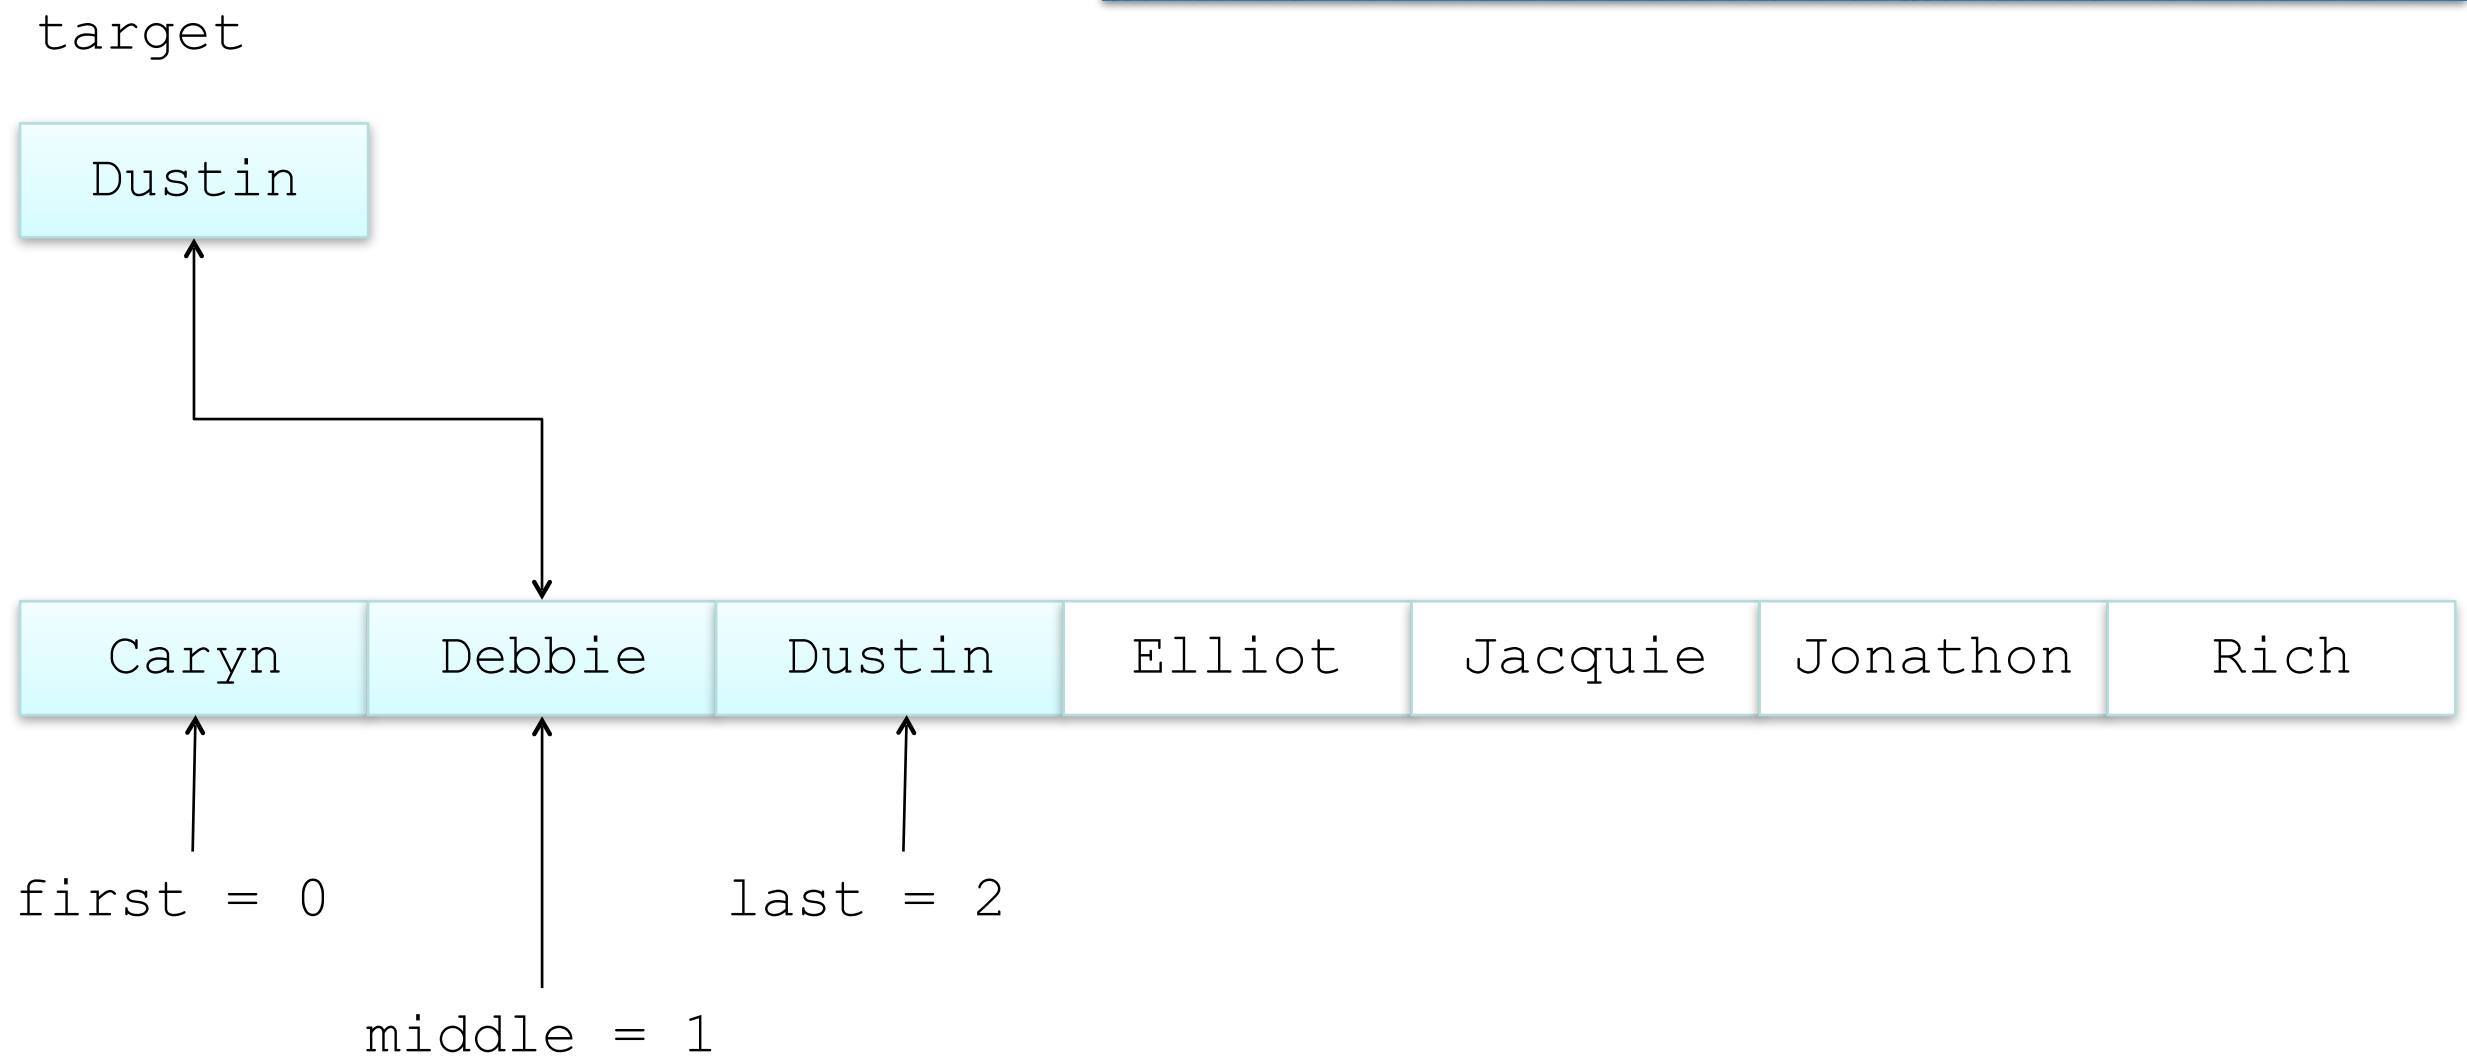 target
Dustin
Caryn Debbie Dustin Elliot Jacquie Jonathon Rich
first = 0 last = 2
middle = 1